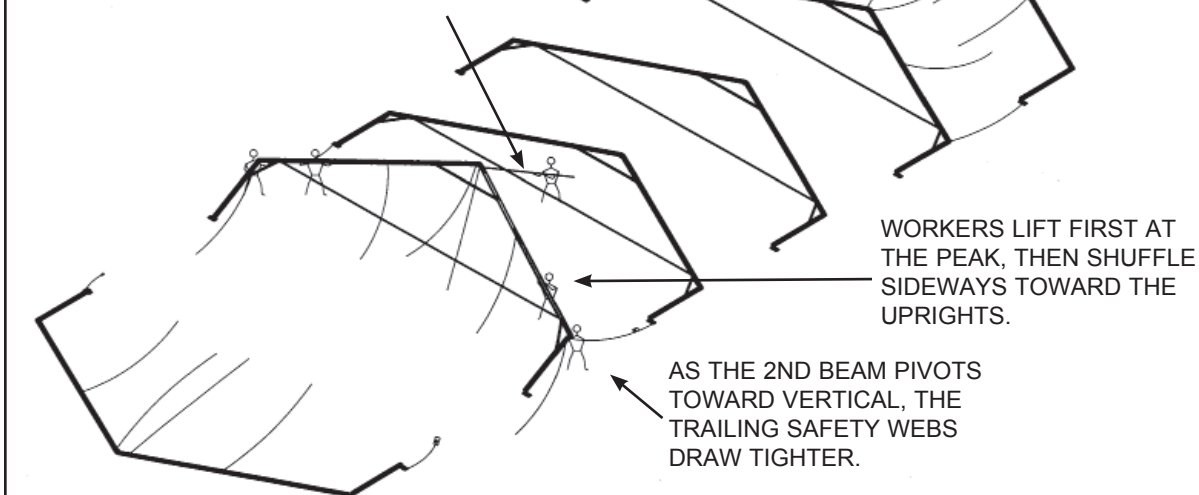 WORKERS LIFT FIRST AT
THE PEAK, THEN SHUFFLE
SIDEWAYS TOWARD THE
UPRIGHTS.
AS THE 2ND BEAM PIVOTS
TOWARD VERTICAL, THE
TRAILING SAFETY WEBS
DRAW TIGHTER.